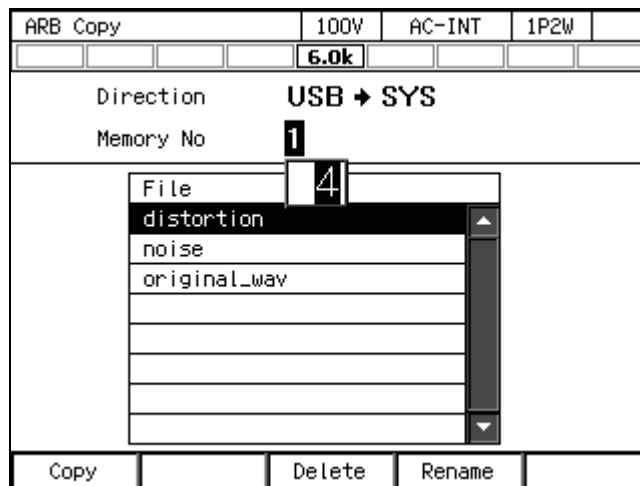 ARB Copy 100V AC-INT 1P2W
6.0k
Direction USB → SYS
Memory No 1
4
File
distortion
noise
original_wav
Copy Delete Rename